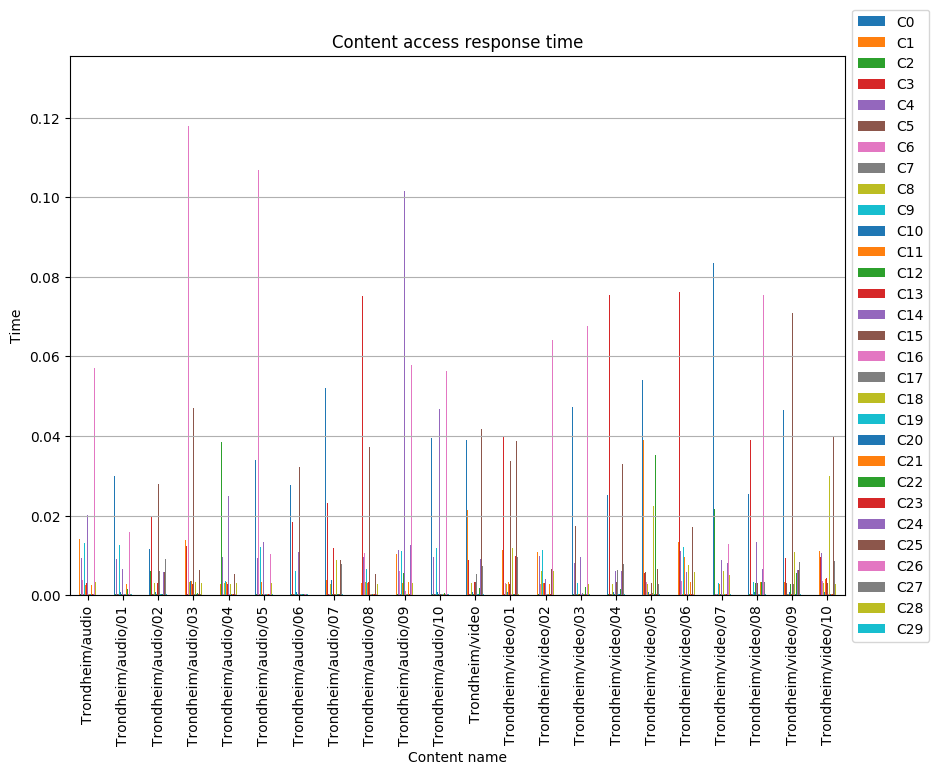 Content access response time
Time
0.12
0.10
0.08
0.06
0.04
0.02
0.00
Trondheim/audio
Trondheim/audio/01
Trondheim/audio/02
Trondheim/audio/03
Trondheim/audio/04
Trondheim/audio/05
Trondheim/audio/06
Trondheim/audio/07
Trondheim/audio/08
Trondheim/audio/09
Trondheim/audio/10
Trondheim/video
Trondheim/video/01
Trondheim/video/02
Trondheim/video/03
Trondheim/video/04
Trondheim/video/05
Trondheim/video/06
Trondheim/video/07
Trondheim/video/08
Trondheim/video/09
Trondheim/video/10
Content name
C0
C1
C2
C3
C4
C5
C6
C7
C8
C9
C10
C11
C12
C13
C14
C15
C16
C17
C18
C19
C20
C21
C22
C23
C24
C25
C26
C27
C28
C29